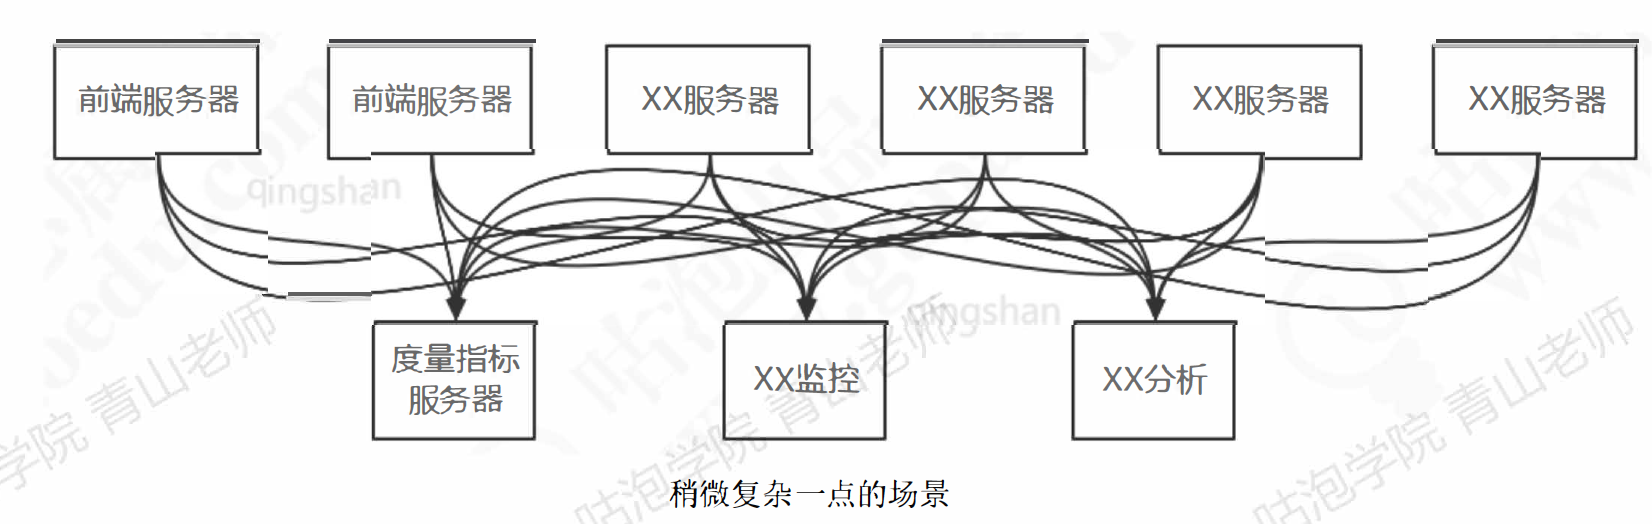 前端服务器
前端服务器
XX服务器
XX服务器
XX服务器
XX服务器
qingshan
qingshan
度量指标
服务器
XX监控
XX分析
学院 青山老师
咕泡学院 青山老师
咕泡学院 青山老师
稍微复杂一点的场景